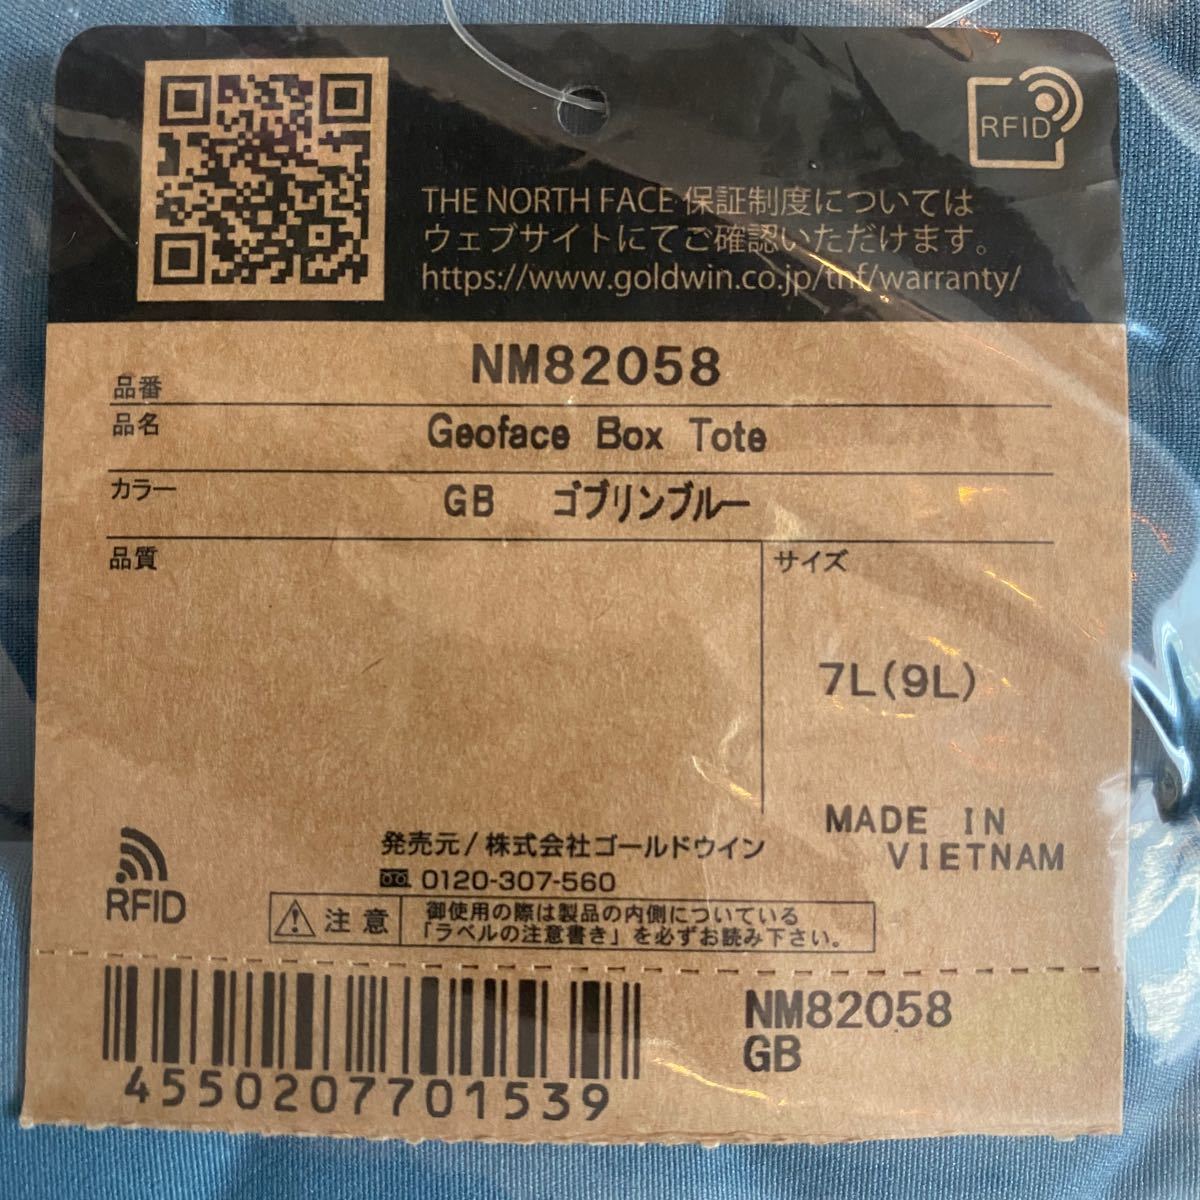 RFID
THE NORTH FACE 保証制度については
ウェブサイトにてご確認いただけます。
https://www.goldwin.co.jp/tnf/warranty/
品番 NM82058
品名 Geoface Box Tote
カラー GB ゴブリンブルー
品質
サイズ
7L(9L)
MADE IN
VIETNAM
発売元/株式会社ゴールドウイン
0120-307-560
RFID
注意
御使用の際は製品の内側についている
「ラベルの注意書き」を必ずお読み下さい。
4550207701539
NM82058
GB